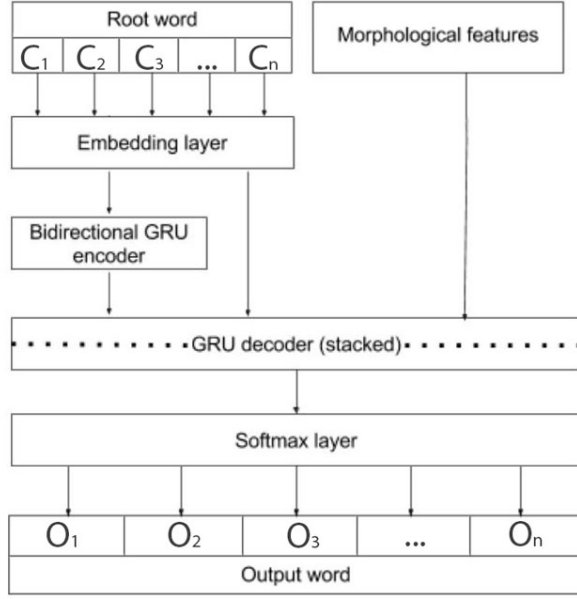 Root word
C₁ C₂ C₃ ... Cₙ
Morphological features
Embedding layer
Bidirectional GRU
encoder
GRU decoder (stacked)
Softmax layer
O₁ O₂ O₃ ... Oₙ
Output word